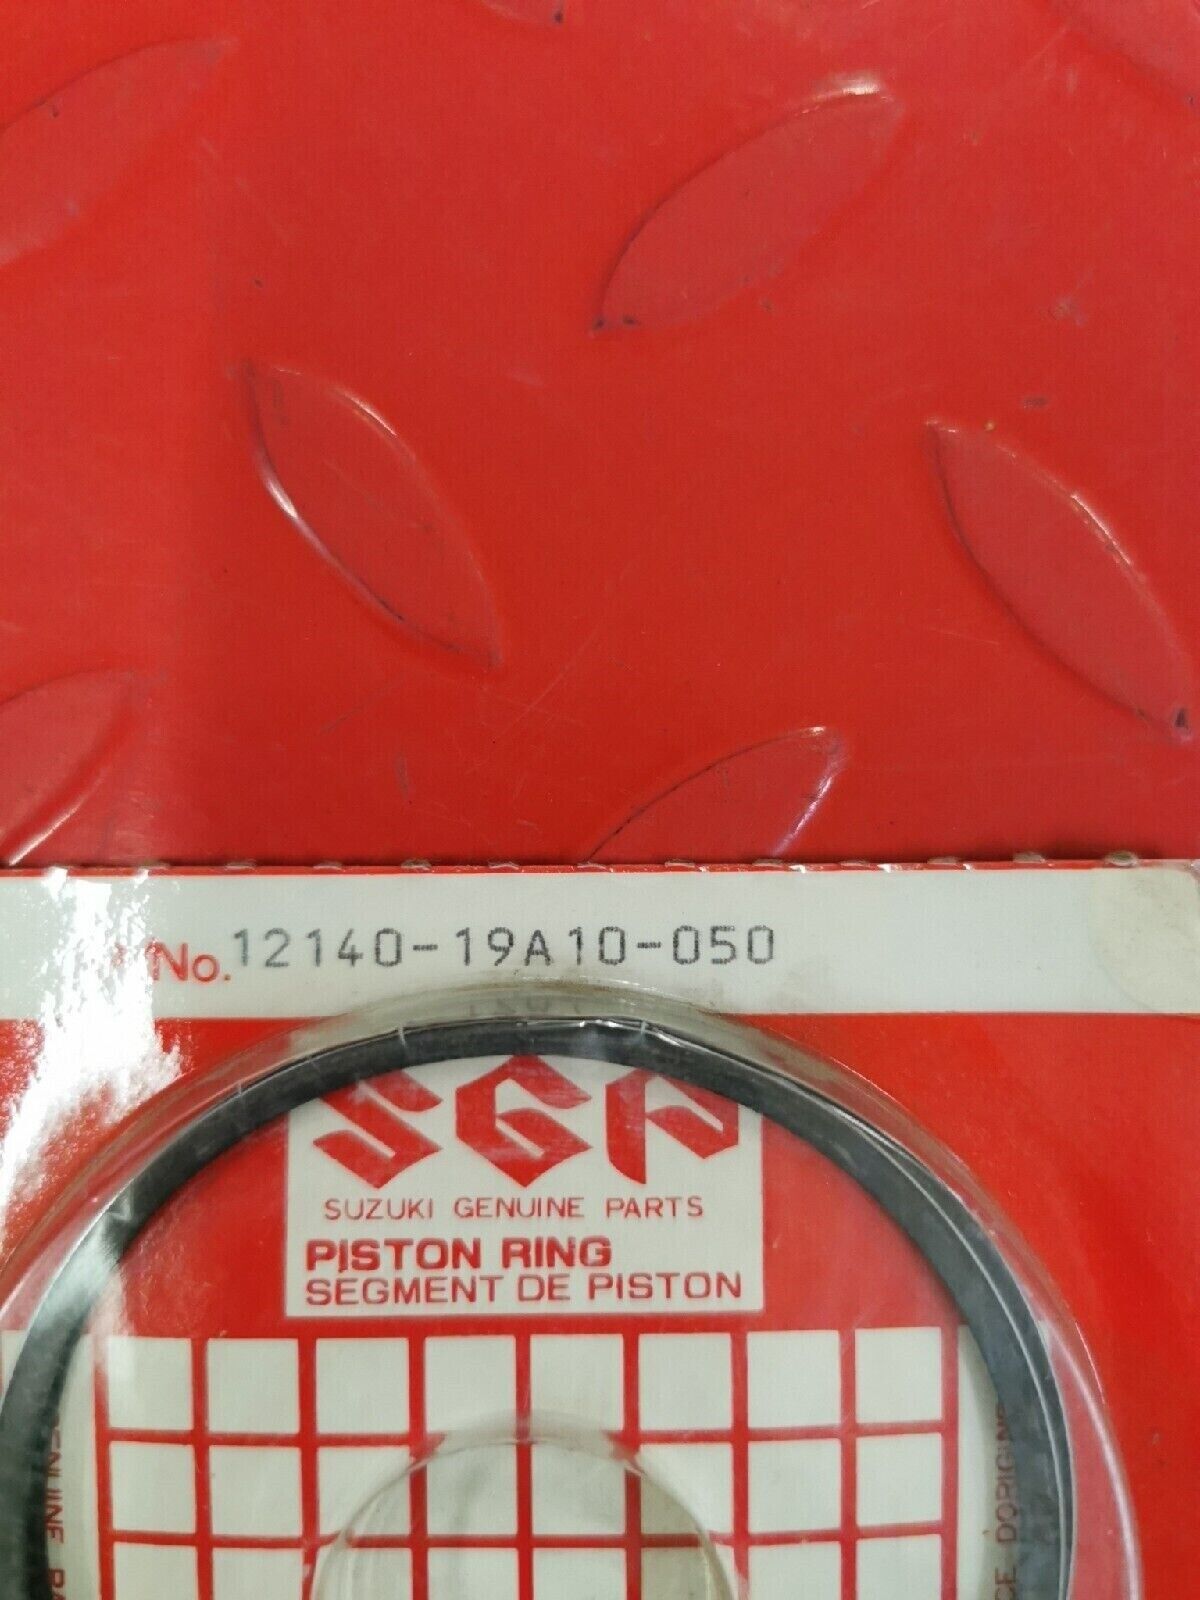 No. 12140-19A10-050
SGP
SUZUKI GENUINE PARTS
PISTON RING
SEGMENT DE PISTON